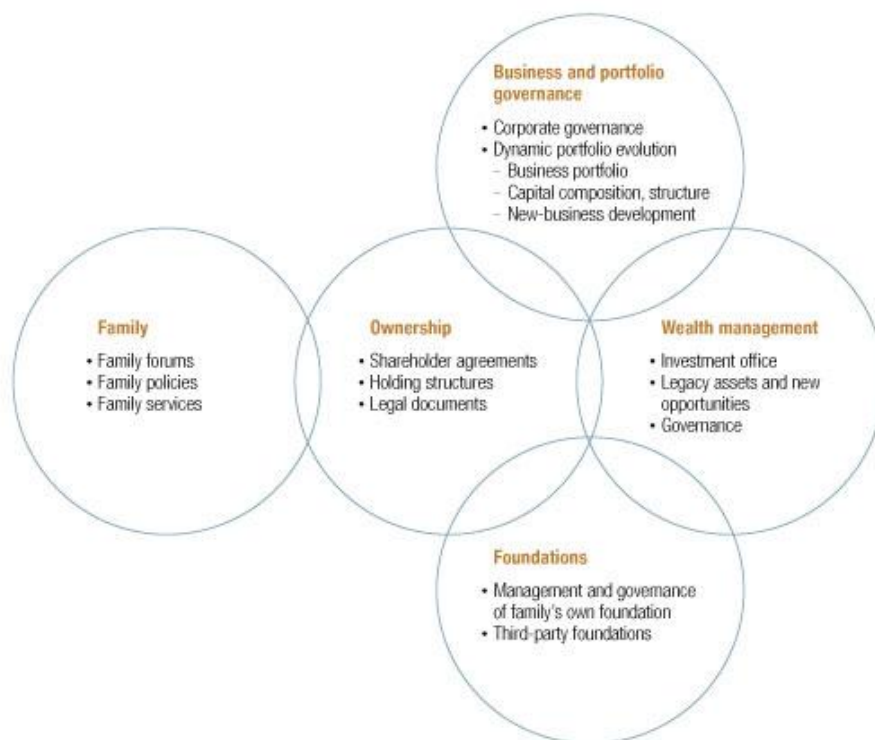 Business and portfolio
governance
• Corporate governance
• Dynamic portfolio evolution
– Business portfolio
– Capital composition, structure
– New-business development
Family
• Family forums
• Family policies
• Family services
Ownership
• Shareholder agreements
• Holding structures
• Legal documents
Wealth management
• Investment office
• Legacy assets and new
opportunities
• Governance
Foundations
• Management and governance
of family's own foundation
• Third-party foundations